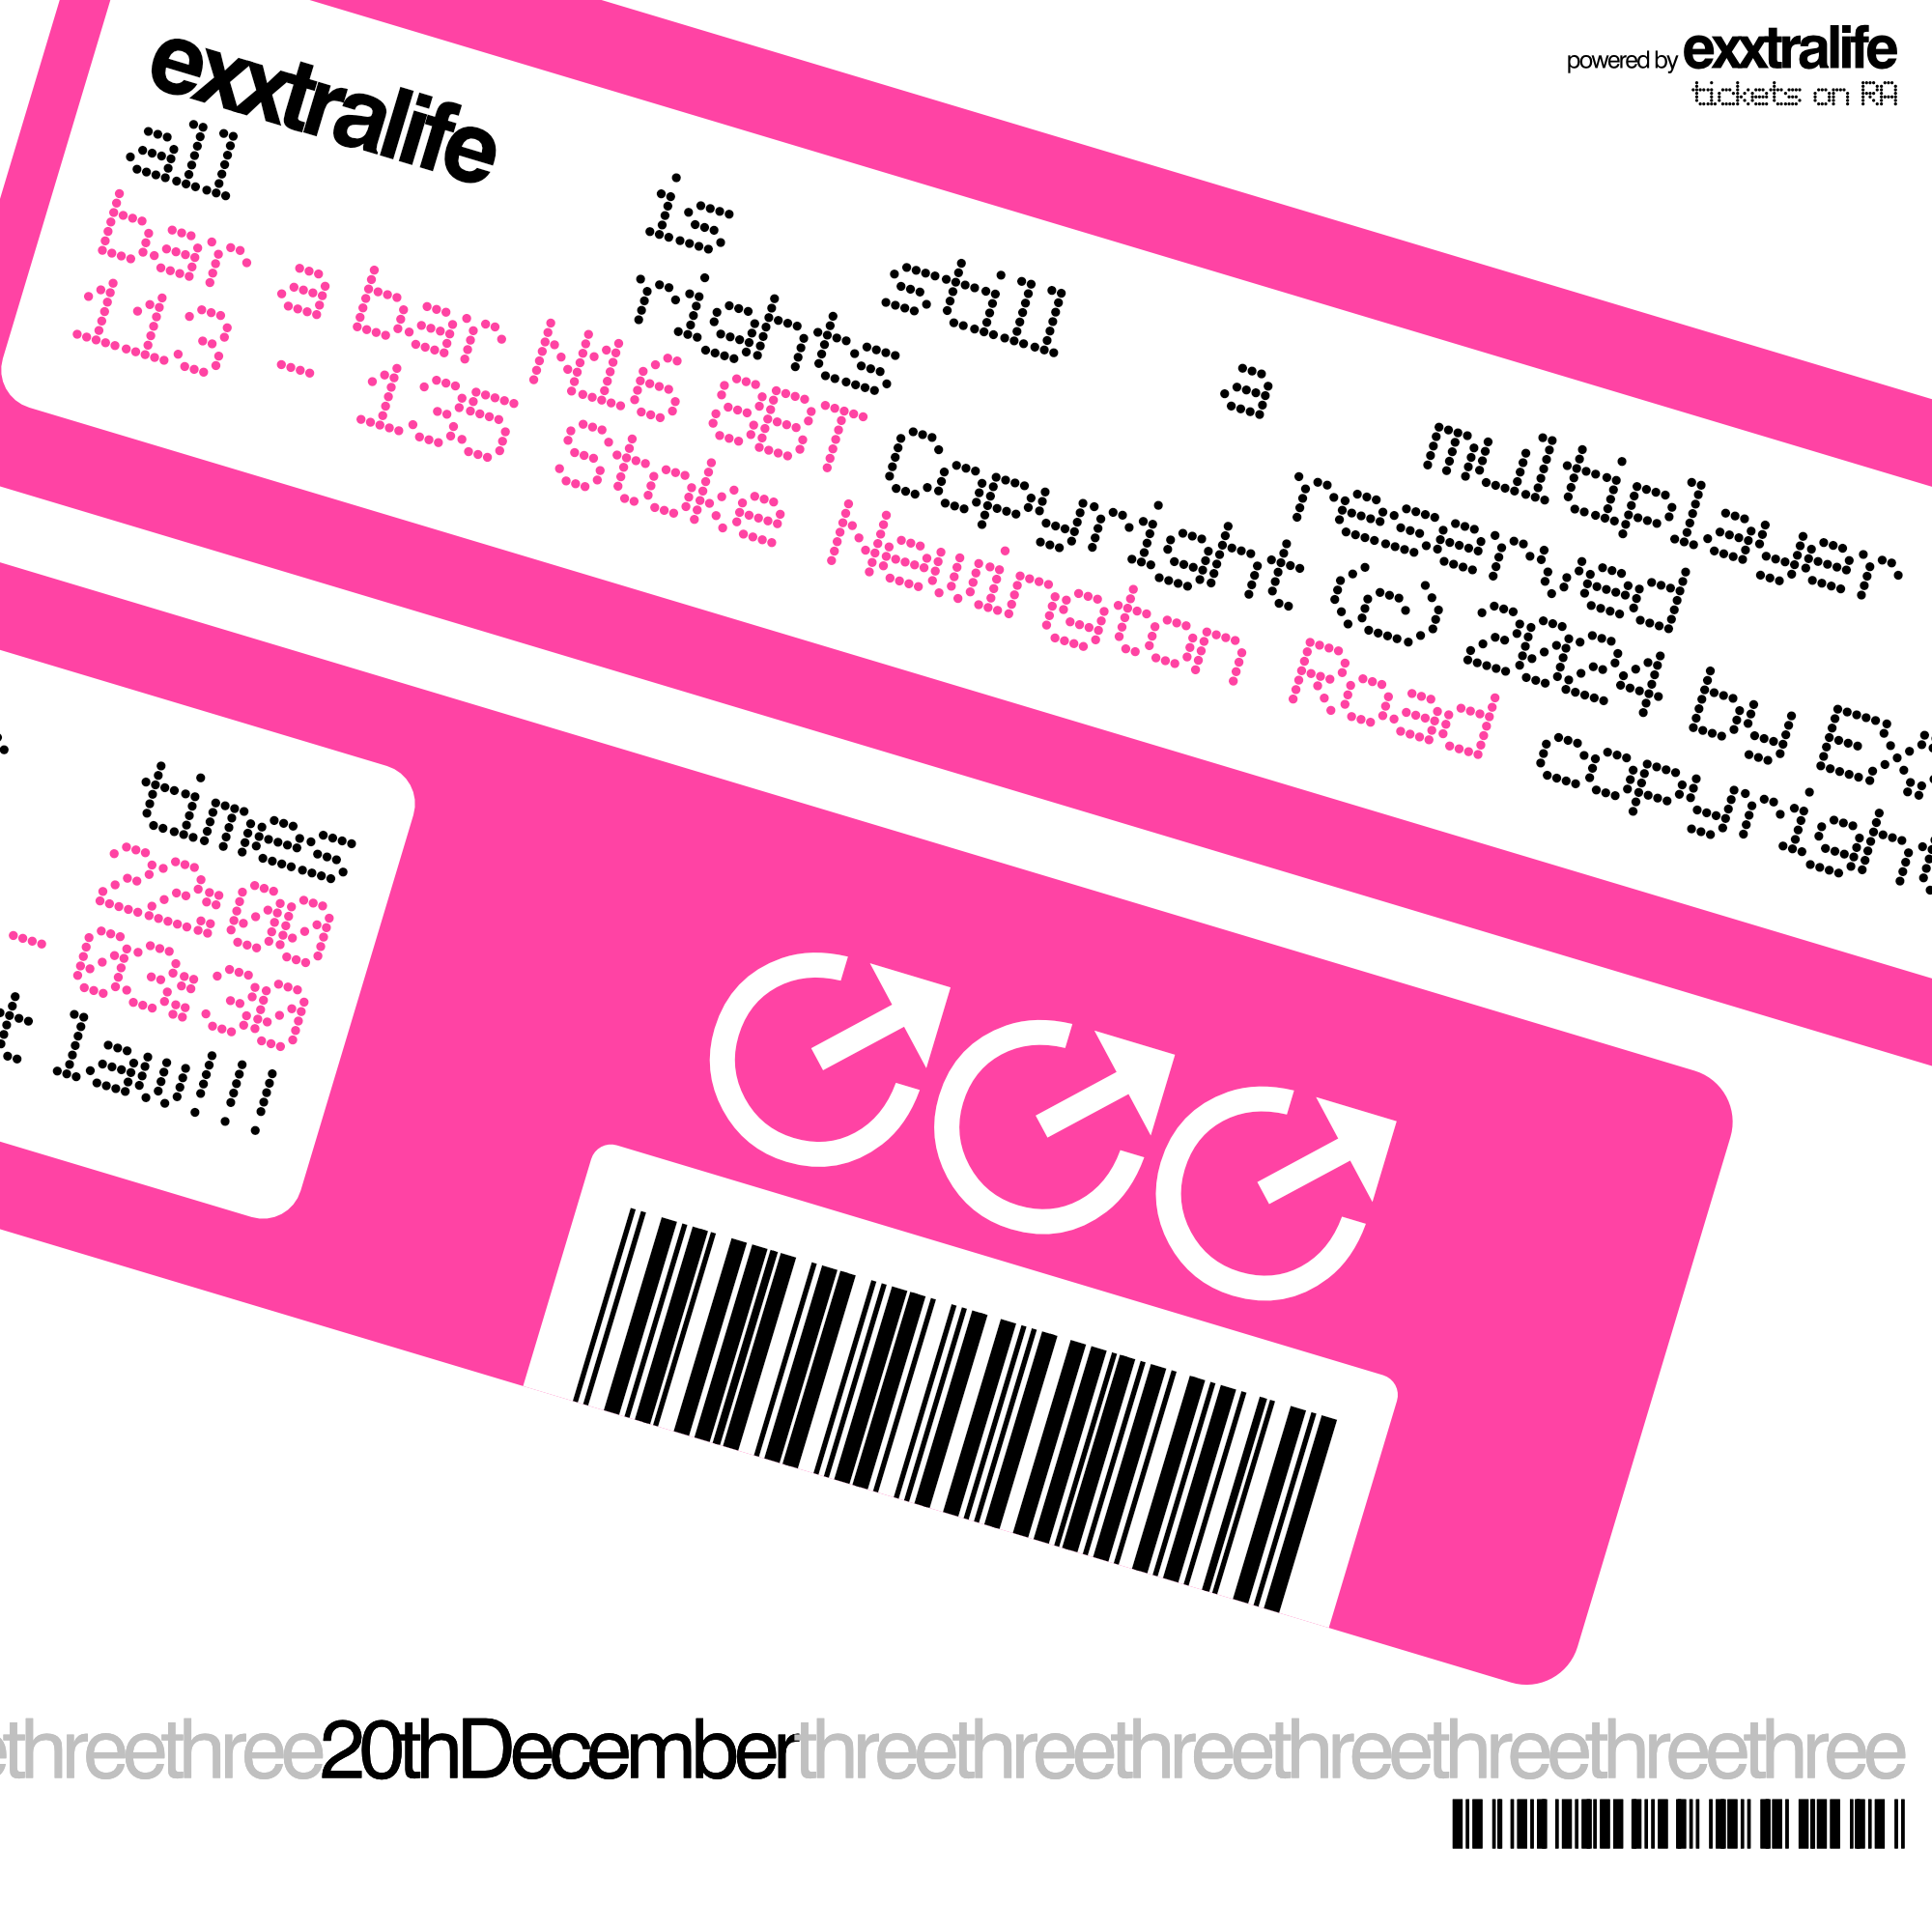 powered by exxtralife
tickets on RA
exxtralife is still a multiplayer
all rights reserved
bar a bar N16 8BT Copyright (c) 2024 by EX
113 - 135 Stoke Newington Road copyright
times
22:00
- 03:30
t law!!!
ethreethree20thDecemberthreethreethreethreethreethreethree